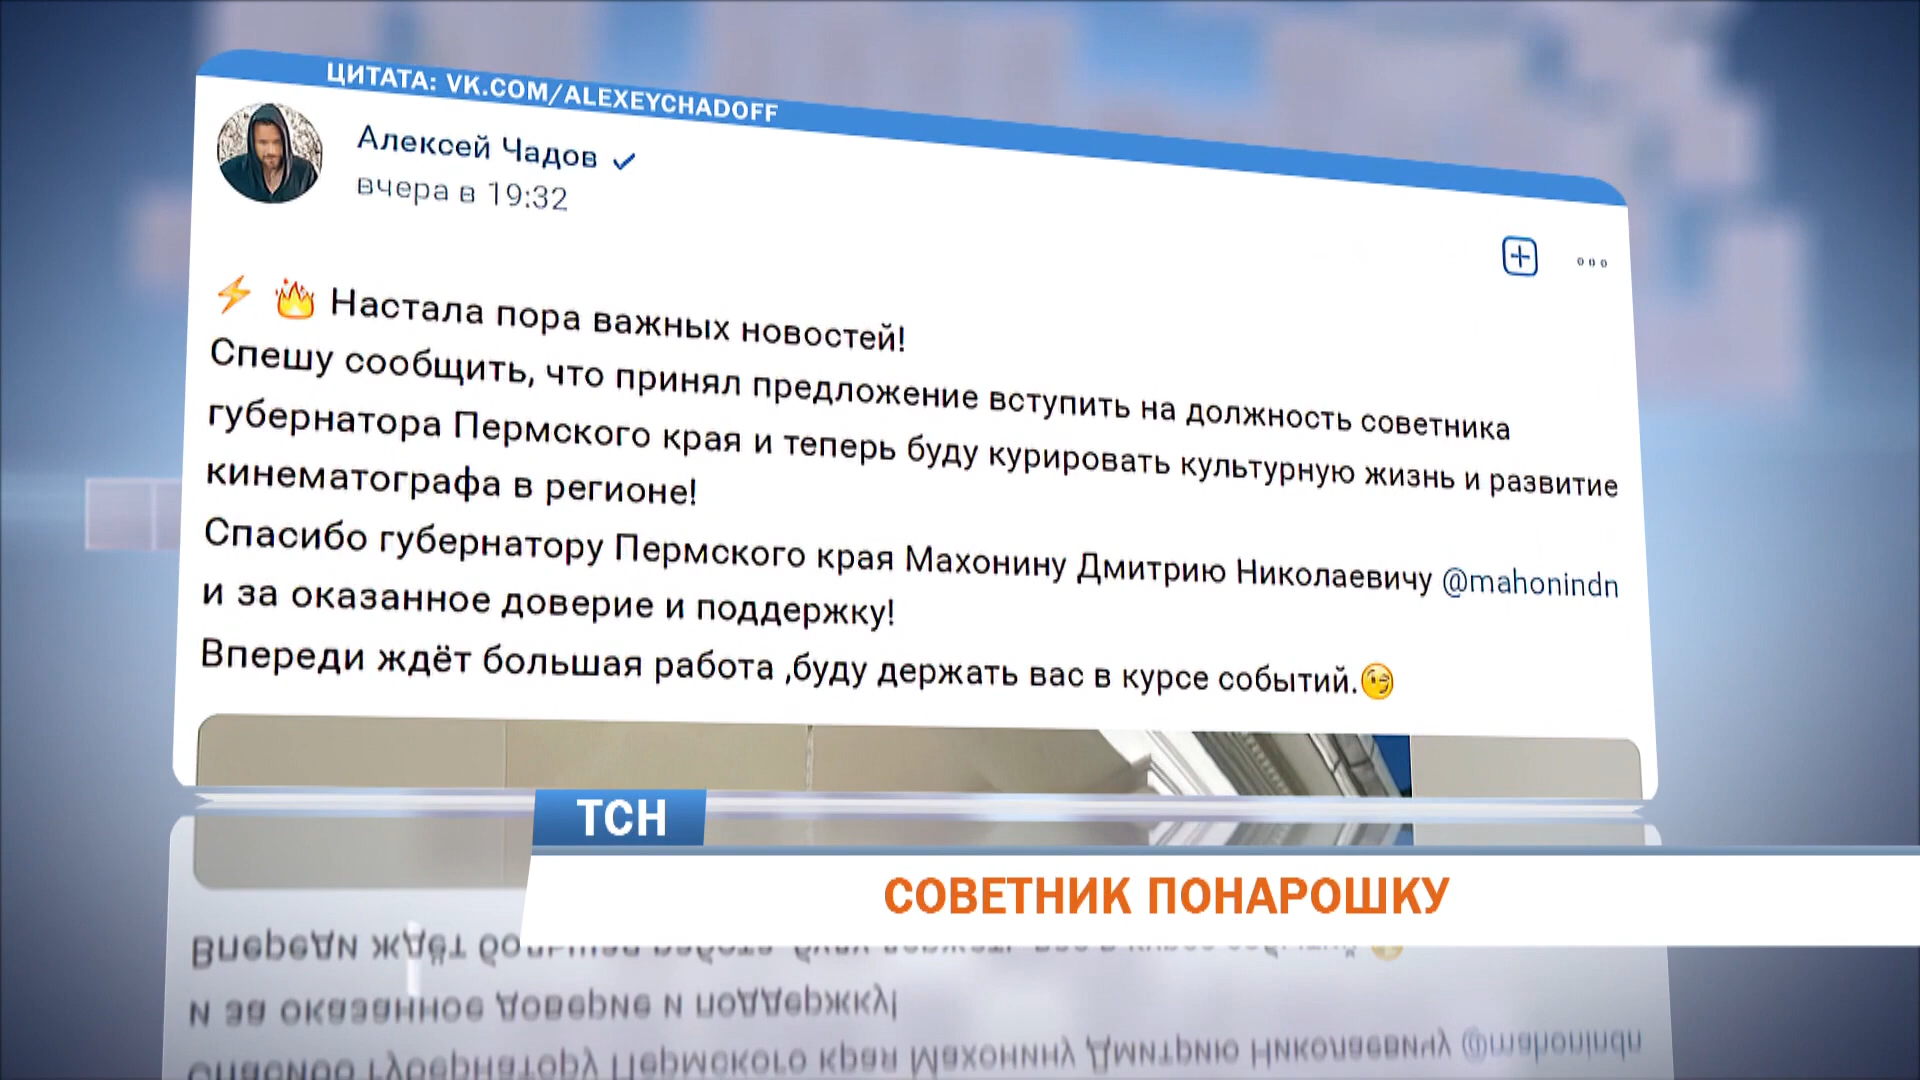 ЦИТАТА: VK.COM/ALEXEYCHADOFF
Алексей Чадов
вчера в 19:32
Настала пора важных новостей!
Спешу сообщить, что принял предложение вступить на должность советника
губернатора Пермского края и теперь буду курировать культурную жизнь и развитие
кинематографа в регионе!
Спасибо губернатору Пермского края Махонину Дмитрию Николаевичу @mahonindn
и за оказанное доверие и поддержку!
Впереди ждёт большая работа ,буду держать вас в курсе событий.
ТСН
СОВЕТНИК ПОНАРОШКУ